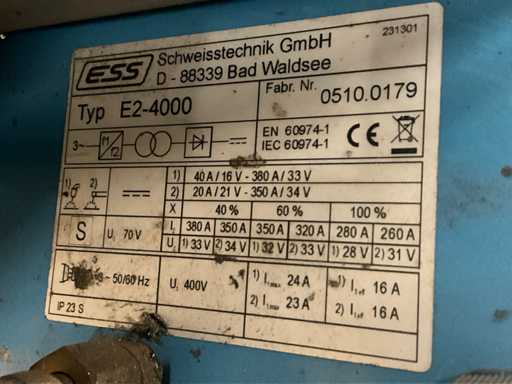 231301
ESS Schweisstechnik GmbH
D - 88339 Bad Waldsee
Typ E2-4000
Fabr. Nr. 0510.0179
3~ f1 f2
EN 60974-1
IEC 60974-1
CE
1) 2)
1) 40 A / 16 V - 380 A / 33 V
2) 20 A / 21 V - 350 A / 34 V
X 40 % 60 % 100 %
S U₀ 70 V
I₂ 380 A 350 A 350 A 320 A 280 A 260 A
U₂ 1) 33 V 2) 34 V 1) 32 V 2) 33 V 1) 28 V 2) 31 V
3~ 50/60 Hz U₁ 400V
1) I₁max 24 A 1) I₁eff 16 A
2) I₁max 23 A 2) I₁eff 16 A
IP 23 S